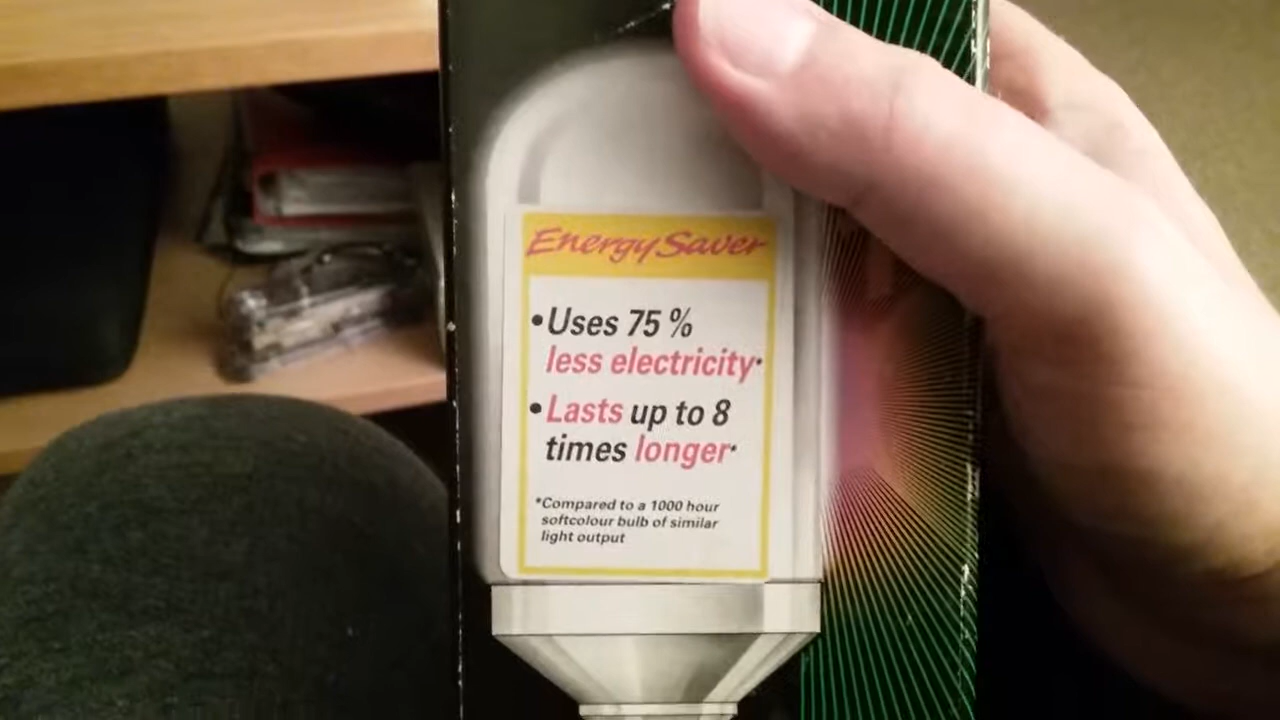 Energy Saver
•Uses 75 %
less electricity*
•Lasts up to 8
times longer*
*Compared to a 1000 hour
softcolour bulb of similar
light output